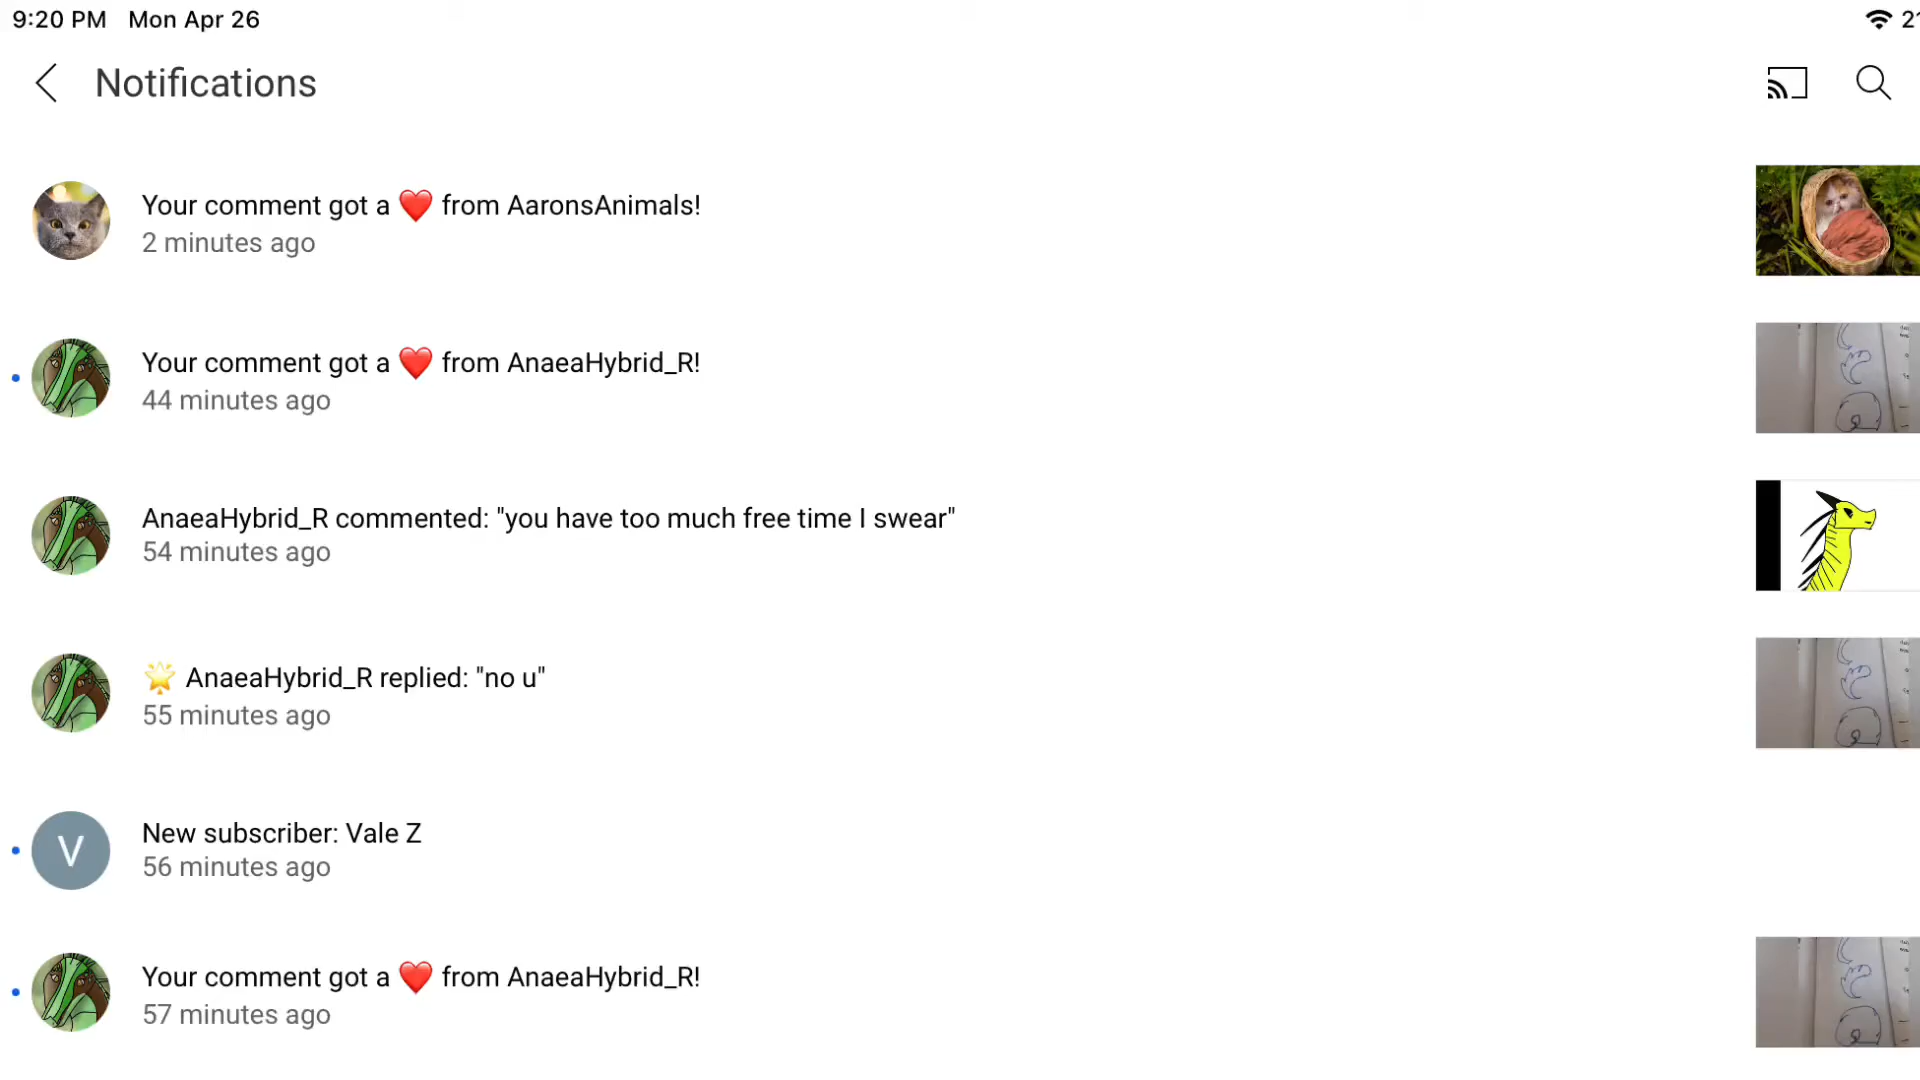 9:20 PM Mon Apr 26
Notifications
Your comment got a ❤️ from AaronsAnimals!
2 minutes ago
Your comment got a ❤️ from AnaeaHybrid_R!
44 minutes ago
AnaeaHybrid_R commented: "you have too much free time I swear"
54 minutes ago
🌟 AnaeaHybrid_R replied: "no u"
55 minutes ago
V
New subscriber: Vale Z
56 minutes ago
Your comment got a ❤️ from AnaeaHybrid_R!
57 minutes ago